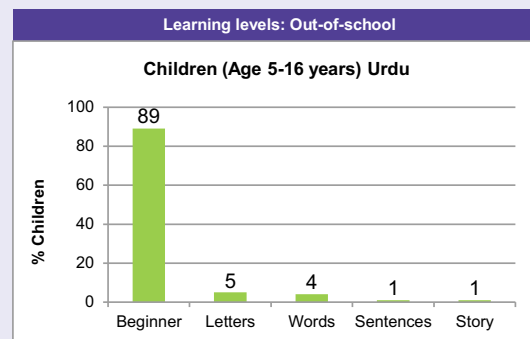 Learning levels: Out-of-school
Children (Age 5-16 years) Urdu
% Children
100
80
60
40
20
0
89
5
4
1
1
Beginner Letters Words Sentences Story